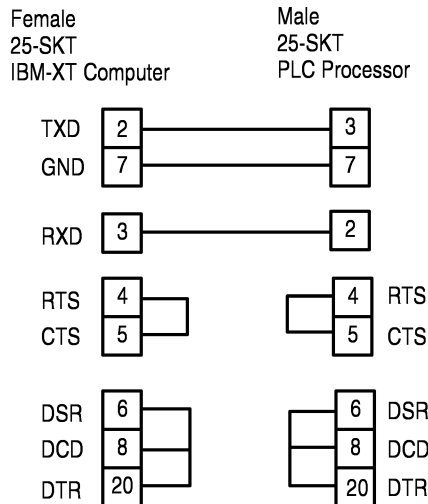 Female Male
25-SKT 25-SKT
IBM-XT Computer PLC Processor
TXD 2 3
GND 7 7
RXD 3 2
RTS 4 4 RTS
CTS 5 5 CTS
DSR 6 6 DSR
DCD 8 8 DCD
DTR 20 20 DTR